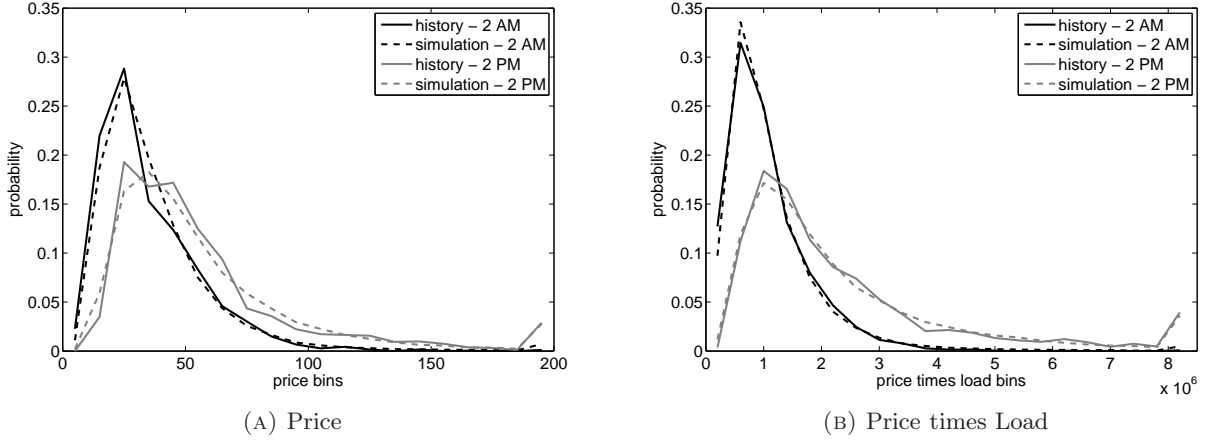 0.35
0.3
0.25
0.2
0.15
0.1
0.05
0
probability
0 50 100 150 200
price bins
history – 2 AM
simulation – 2 AM
history – 2 PM
simulation – 2 PM
(A) Price
0.35
0.3
0.25
0.2
0.15
0.1
0.05
0
probability
0 1 2 3 4 5 6 7 8
x 10^6
price times load bins
history – 2 AM
simulation – 2 AM
history – 2 PM
simulation – 2 PM
(B) Price times Load